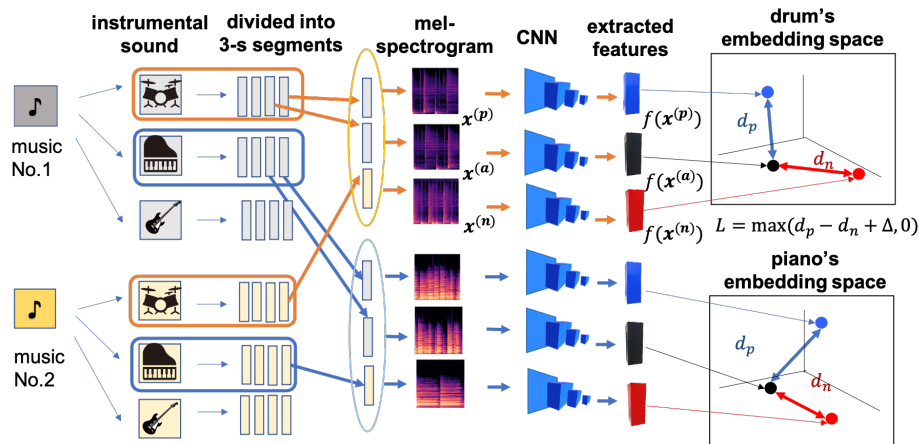 instrumental
sound
divided into
3-s segments
mel-
spectrogram
CNN
extracted
features
drum's
embedding space
music
No.1
x^(p)
x^(a)
x^(n)
f(x^(p))
f(x^(a))
f(x^(n))
d_p
d_n
L = max(d_p − d_n + Δ, 0)
piano's
embedding space
music
No.2
d_p
d_n